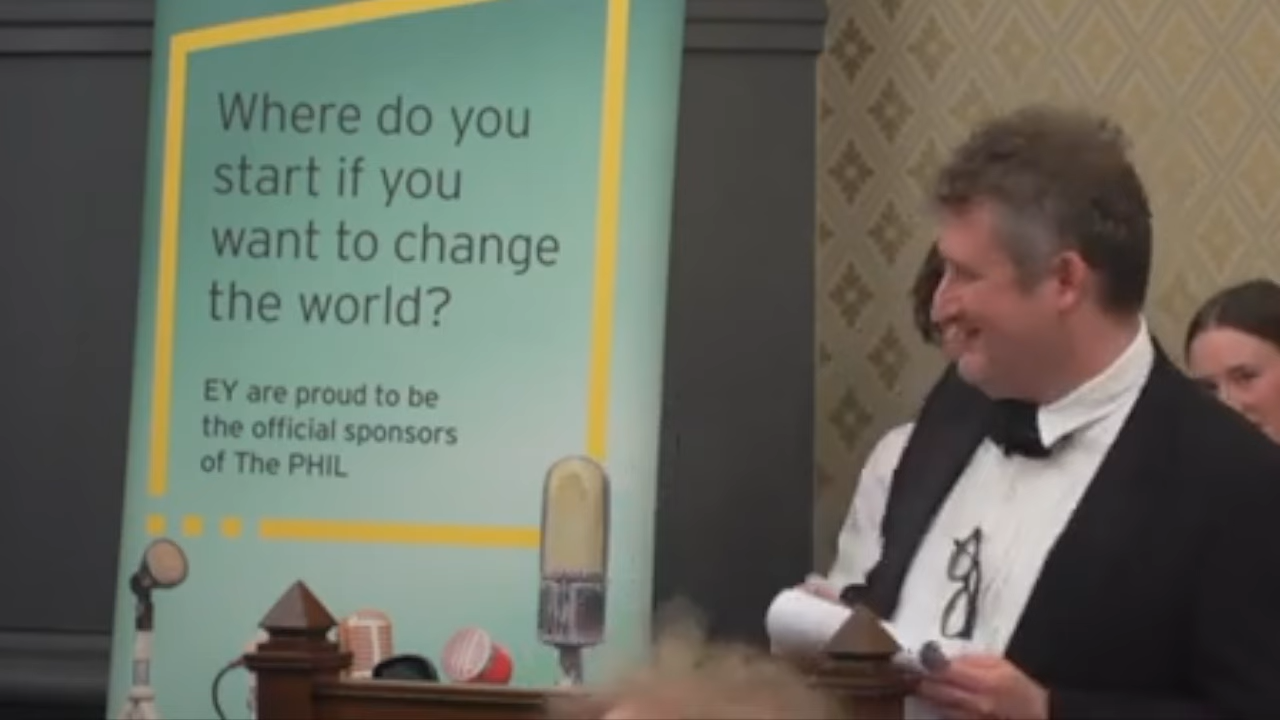 Where do you
start if you
want to change
the world?
EY are proud to be
the official sponsors
of The PHIL